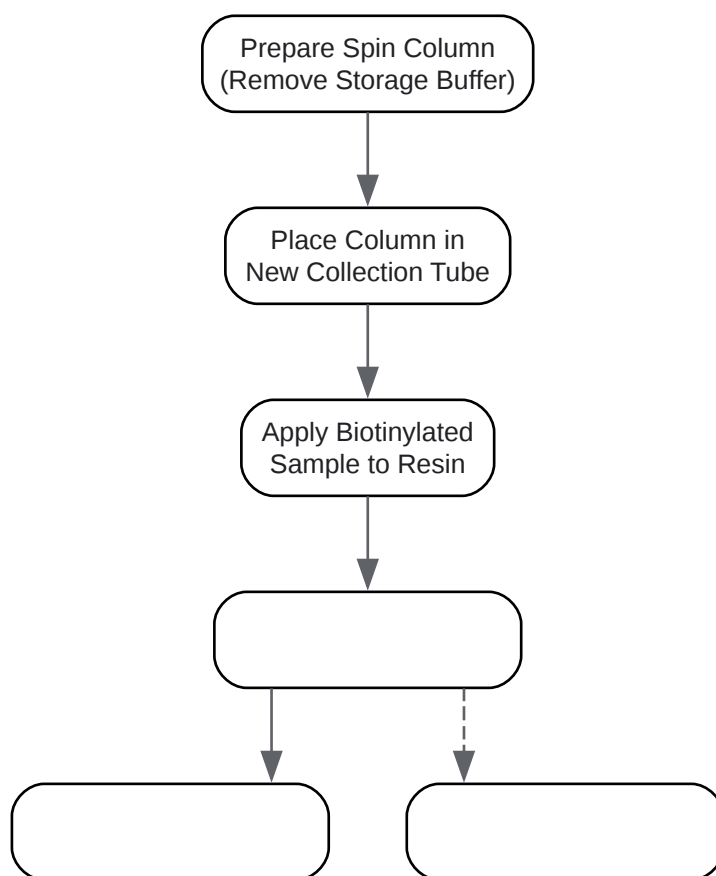 Prepare Spin Column
(Remove Storage Buffer)
Place Column in
New Collection Tube
Apply Biotinylated
Sample to Resin